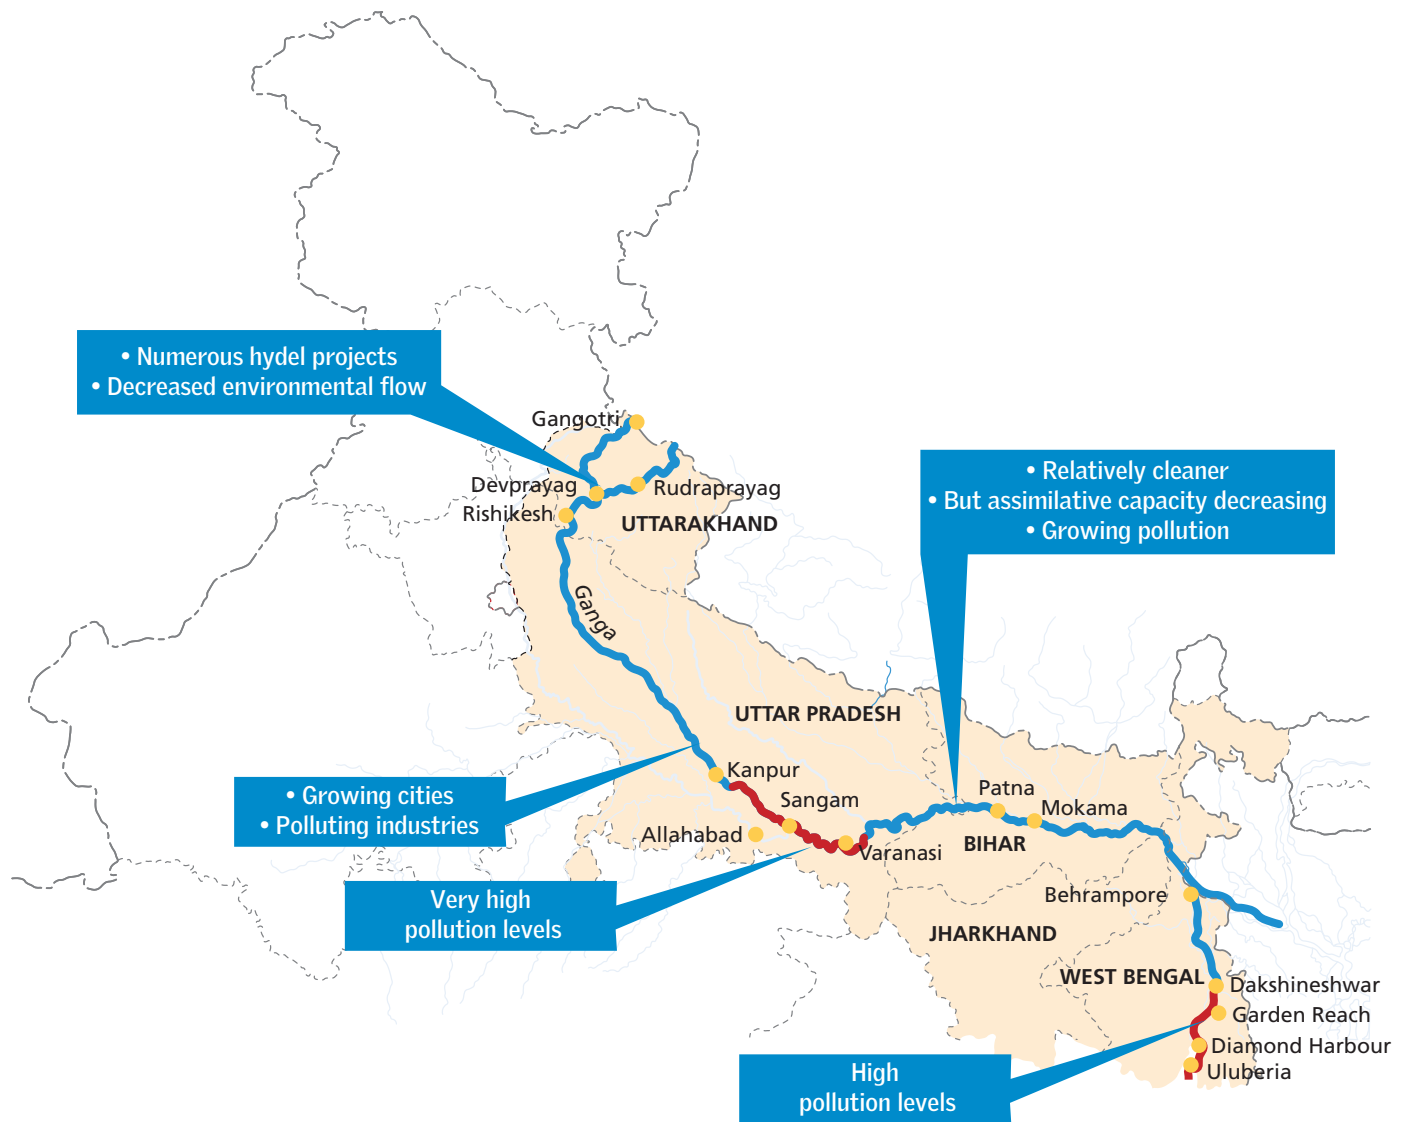 • Numerous hydel projects
• Decreased environmental flow
Gangotri
Devprayag
Rudraprayag
Rishikesh
UTTARAKHAND
• Relatively cleaner
• But assimilative capacity decreasing
• Growing pollution
Ganga
UTTAR PRADESH
• Growing cities
• Polluting industries
Kanpur
Sangam
Allahabad
Varanasi
Patna
Mokama
BIHAR
Very high
pollution levels
Behrampore
JHARKHAND
WEST BENGAL
Dakshineshwar
Garden Reach
Diamond Harbour
Uluberia
High
pollution levels